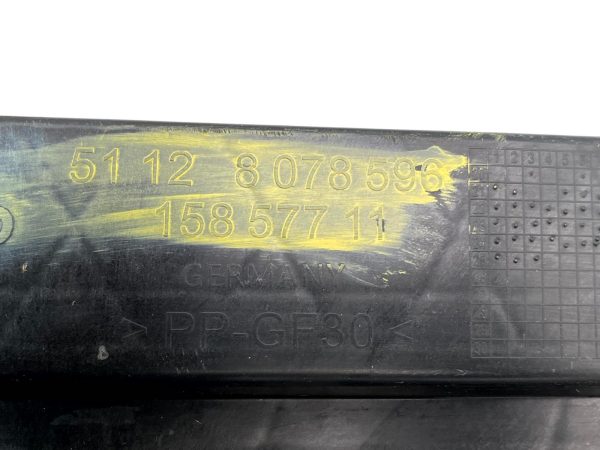 51 12 8 078 596
158 577 11
GERMANY
> PP-GF30 <